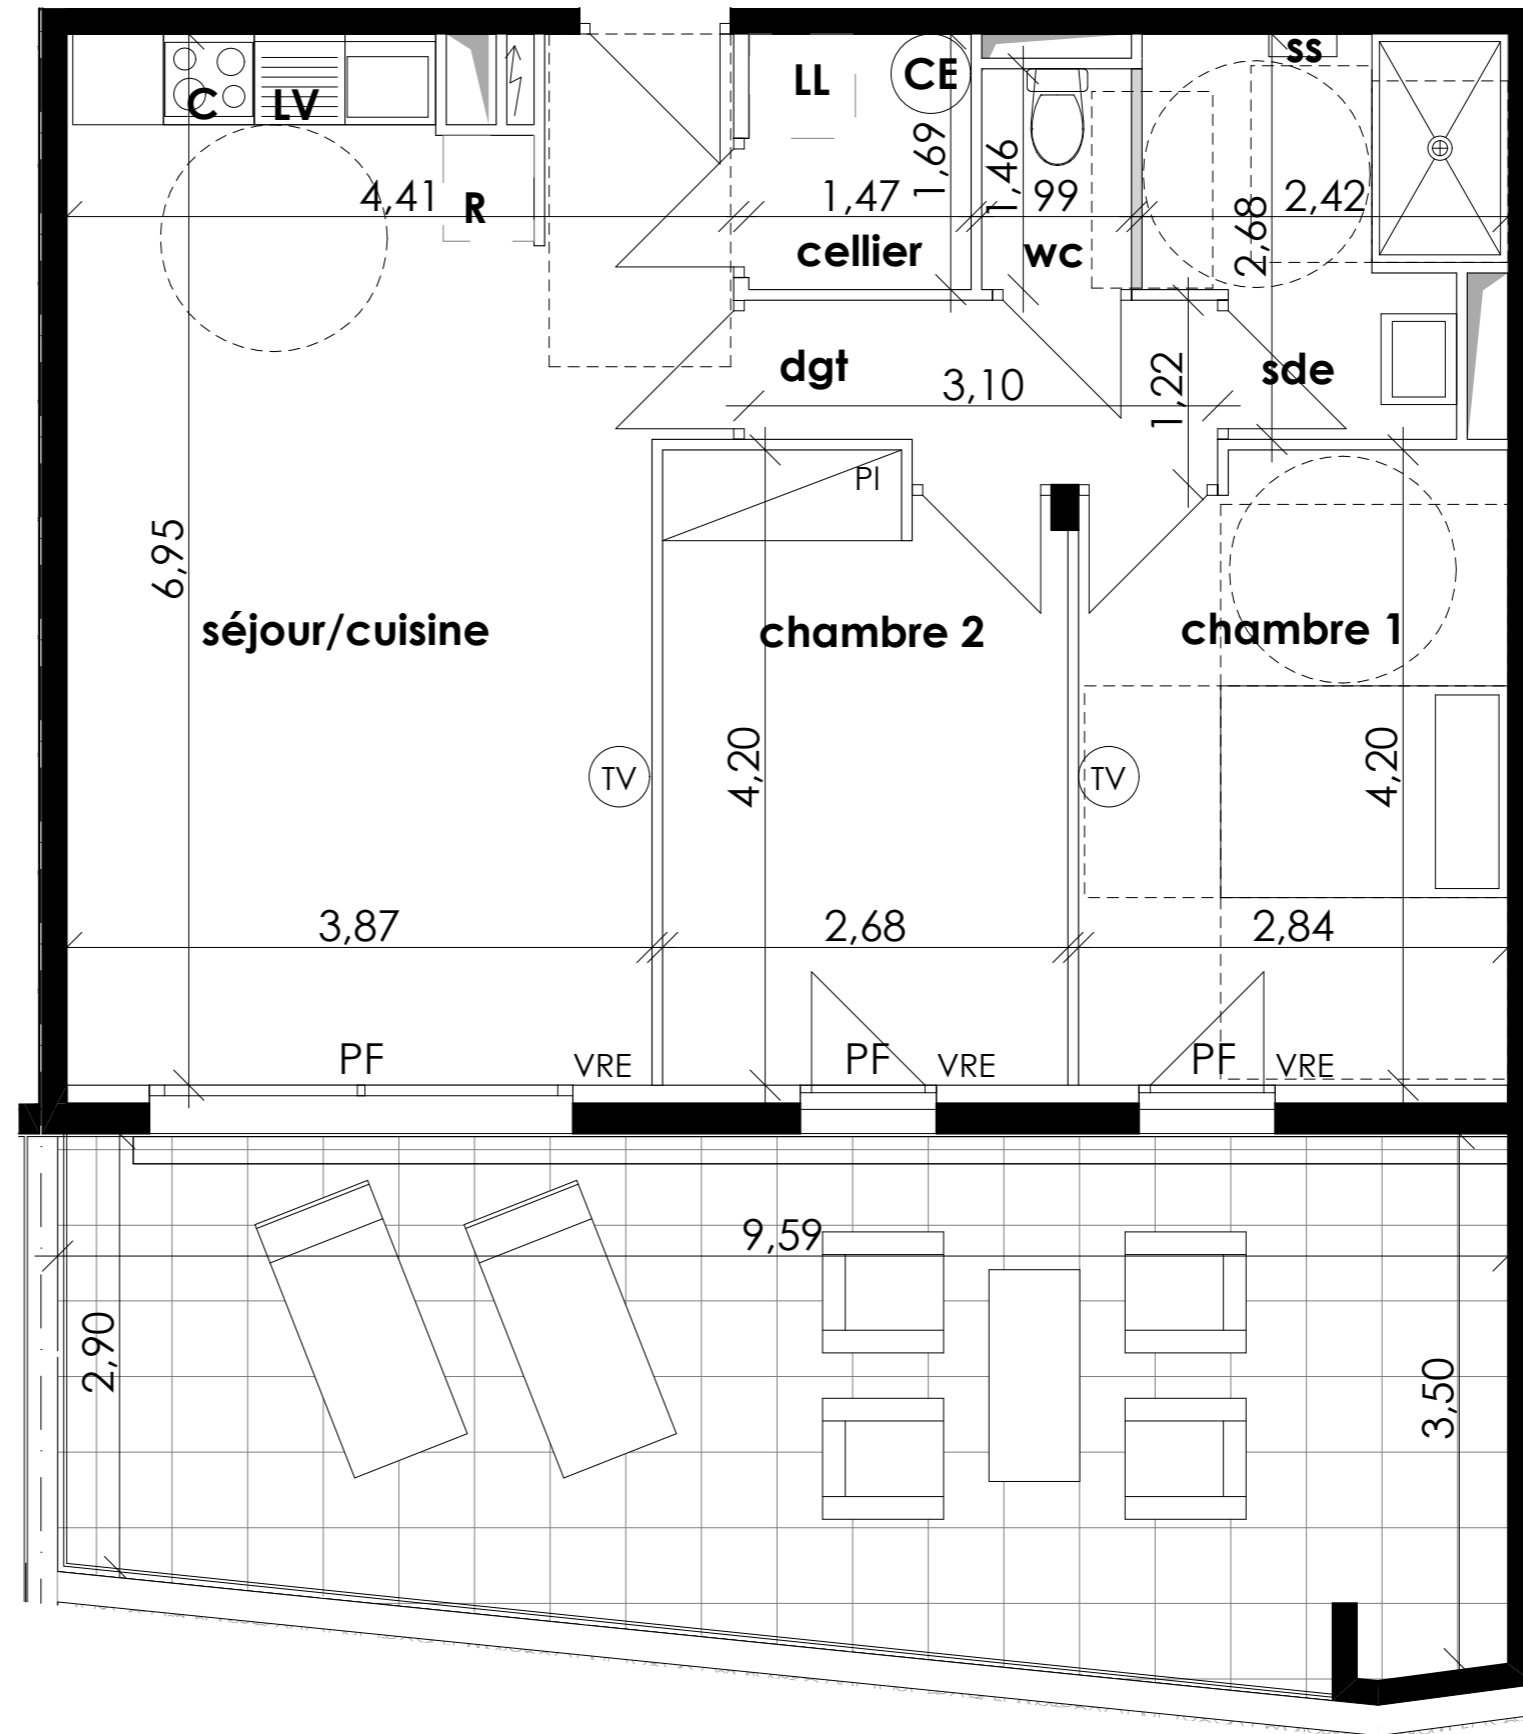 ss
C
LV
LL
CE
1,69
1,46
4,41
R
1,47
99
2,68
2,42
cellier
wc
dgt
3,10
1,22
sde
PI
6,95
séjour/cuisine
chambre 2
chambre 1
TV
4,20
TV
4,20
3,87
2,68
2,84
PF
VRE
PF
VRE
PF
VRE
9,59
2,90
3,50